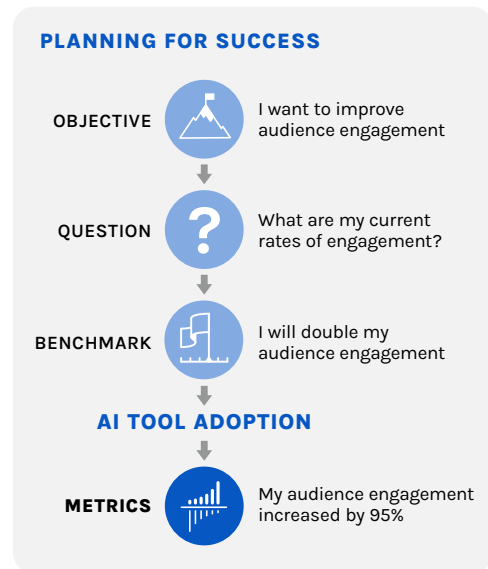 PLANNING FOR SUCCESS
OBJECTIVE
I want to improve
audience engagement
QUESTION
?
What are my current
rates of engagement?
BENCHMARK
I will double my
audience engagement
AI TOOL ADOPTION
METRICS
My audience engagement
increased by 95%